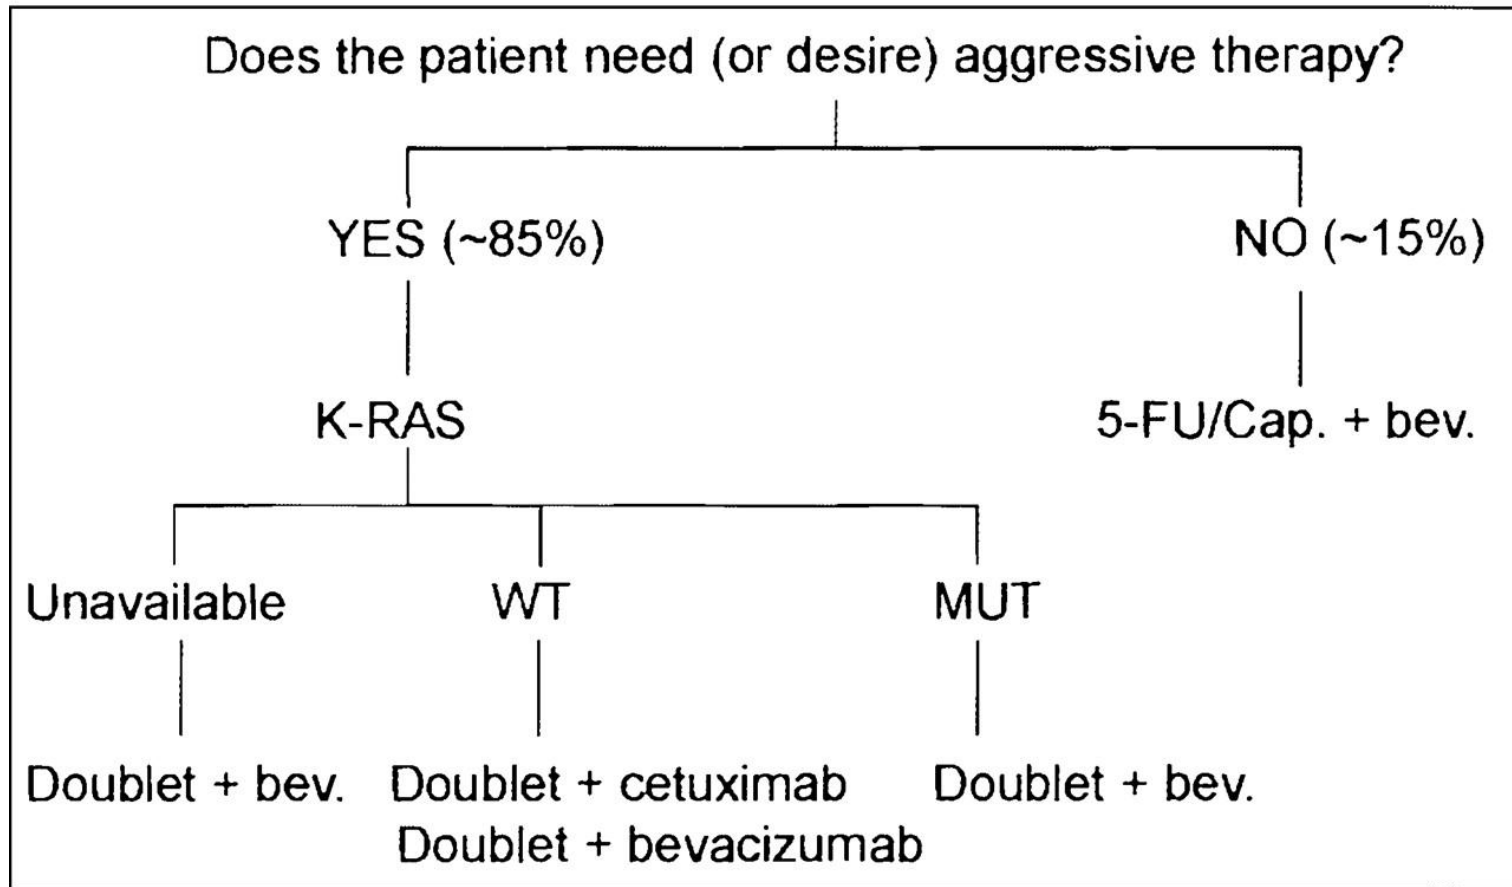 Does the patient need (or desire) aggressive therapy?
YES (~85%)
NO (~15%)
K-RAS
5-FU/Cap. + bev.
Unavailable
WT
MUT
Doublet + bev.
Doublet + cetuximab
Doublet + bevacizumab
Doublet + bev.